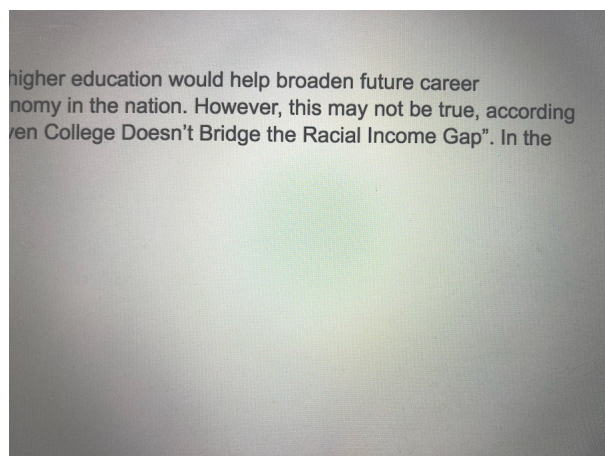 higher education would help broaden future career
nomy in the nation. However, this may not be true, according
ven College Doesn't Bridge the Racial Income Gap”. In the